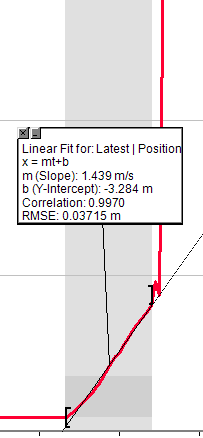 Linear Fit for: Latest | Position
x = mt+b
m (Slope): 1.439 m/s
b (Y-Intercept): -3.284 m
Correlation: 0.9970
RMSE: 0.03715 m